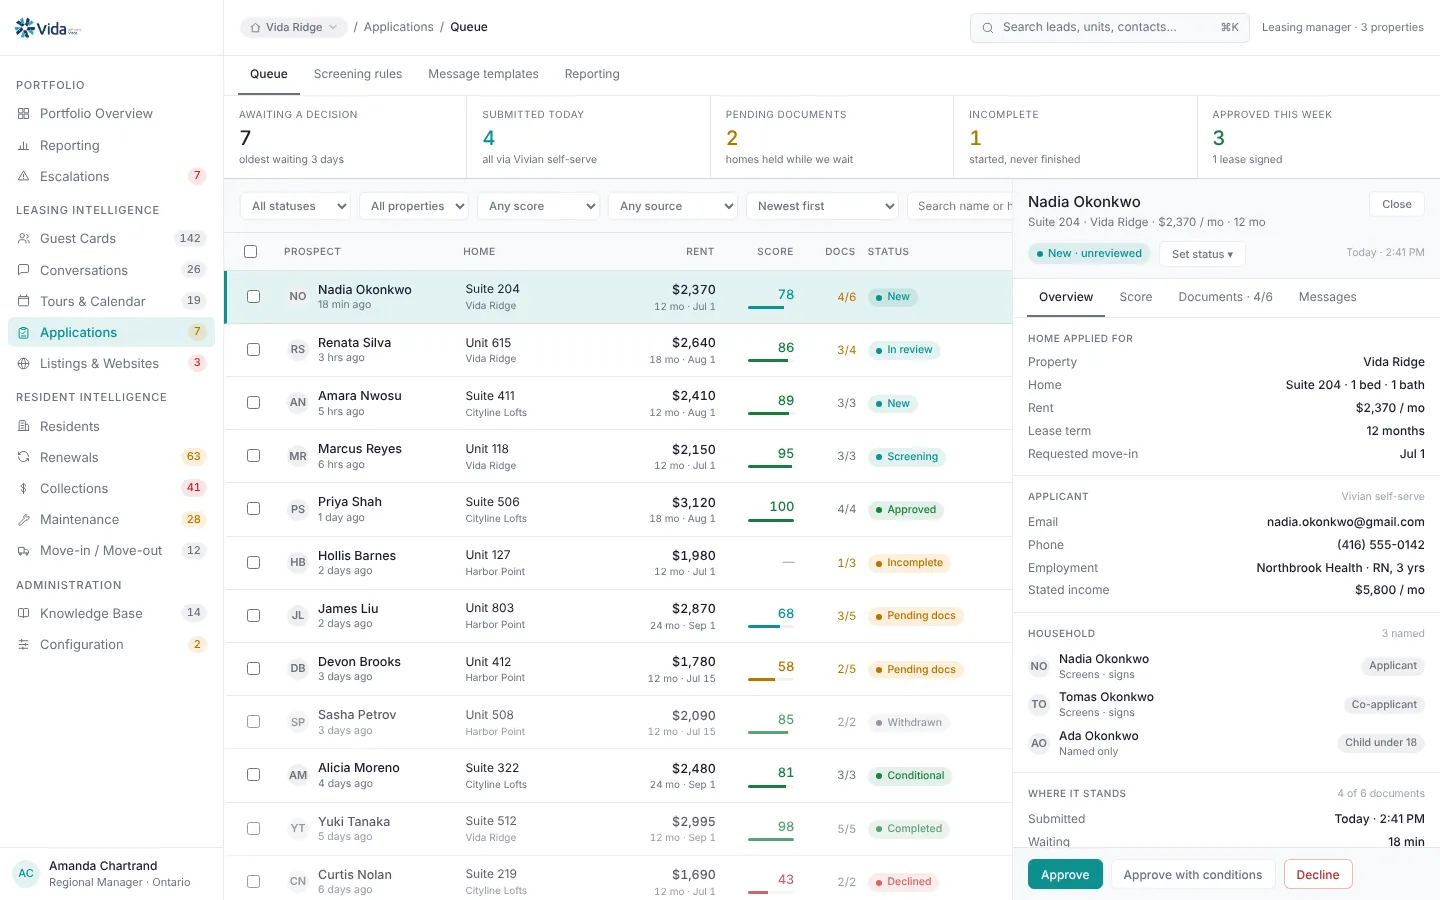 Vida
PORTFOLIO
Portfolio Overview
Reporting
Escalations 7
LEASING INTELLIGENCE
Guest Cards 142
Conversations 26
Tours & Calendar 19
Applications 7
Listings & Websites 3
RESIDENT INTELLIGENCE
Residents
Renewals 63
Collections 41
Maintenance 28
Move-in / Move-out 12
ADMINISTRATION
Knowledge Base 14
Configuration 2
AC Amanda Chartrand
Regional Manager · Ontario
Vida Ridge / Applications / Queue
Search leads, units, contacts... ⌘K
Leasing manager · 3 properties
Queue Screening rules Message templates Reporting
AWAITING A DECISION
7
oldest waiting 3 days
SUBMITTED TODAY
4
all via Vivian self-serve
PENDING DOCUMENTS
2
homes held while we wait
INCOMPLETE
1
started, never finished
APPROVED THIS WEEK
3
1 lease signed
All statuses All properties Any score Any source Newest first Search name or h
PROSPECT HOME RENT SCORE DOCS STATUS
NO Nadia Okonkwo Suite 204 $2,370 78 4/6 New
18 min ago Vida Ridge 12 mo · Jul 1
RS Renata Silva Unit 615 $2,640 86 3/4 In review
3 hrs ago Vida Ridge 18 mo · Aug 1
AN Amara Nwosu Suite 411 $2,410 89 3/3 New
5 hrs ago Cityline Lofts 12 mo · Aug 1
MR Marcus Reyes Unit 118 $2,150 95 3/3 Screening
6 hrs ago Vida Ridge 12 mo · Jul 1
PS Priya Shah Suite 506 $3,120 100 4/4 Approved
1 day ago Cityline Lofts 18 mo · Aug 1
HB Hollis Barnes Unit 127 $1,980 — 1/3 Incomplete
2 days ago Harbor Point 12 mo · Jul 1
JL James Liu Unit 803 $2,870 68 3/5 Pending docs
2 days ago Harbor Point 24 mo · Sep 1
DB Devon Brooks Unit 412 $1,780 58 2/5 Pending docs
3 days ago Harbor Point 12 mo · Jul 15
SP Sasha Petrov Unit 508 $2,090 85 2/2 Withdrawn
3 days ago Harbor Point 12 mo · Jul 15
AM Alicia Moreno Suite 322 $2,480 81 3/3 Conditional
4 days ago Cityline Lofts 24 mo · Sep 1
YT Yuki Tanaka Suite 512 $2,995 98 5/5 Completed
5 days ago Vida Ridge 12 mo · Sep 1
CN Curtis Nolan Suite 219 $1,690 43 2/2 Declined
6 days ago Cityline Lofts 12 mo · Jul 1
Nadia Okonkwo Close
Suite 204 · Vida Ridge · $2,370 / mo · 12 mo
New · unreviewed Set status ▾ Today · 2:41 PM
Overview Score Documents · 4/6 Messages
HOME APPLIED FOR
Property Vida Ridge
Home Suite 204 · 1 bed · 1 bath
Rent $2,370 / mo
Lease term 12 months
Requested move-in Jul 1
APPLICANT Vivian self-serve
Email nadia.okonkwo@gmail.com
Phone (416) 555-0142
Employment Northbrook Health · RN, 3 yrs
Stated income $5,800 / mo
HOUSEHOLD 3 named
NO Nadia Okonkwo Applicant
Screens · signs
TO Tomas Okonkwo Co-applicant
Screens · signs
AO Ada Okonkwo Child under 18
Named only
WHERE IT STANDS 4 of 6 documents
Submitted Today · 2:41 PM
Waiting 18 min
Approve Approve with conditions Decline